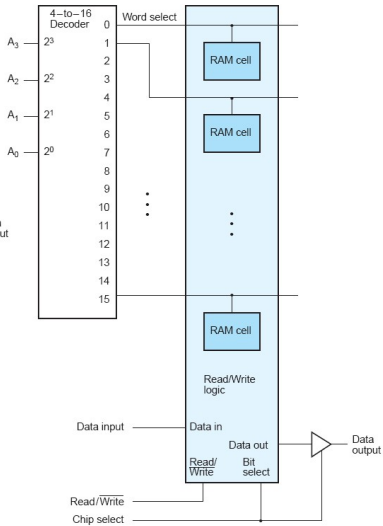 4–to–16
Decoder
0
Word select
A₃
2³
1
RAM cell
2
A₂
2²
3
4
A₁
2¹
5
RAM cell
6
A₀
2⁰
7
8
9
10
11
ut
12
13
14
15
RAM cell
Read/Write
logic
Data input
Data in
Data out
Data
output
Read/
Write
Bit
select
Read/Write
Chip select